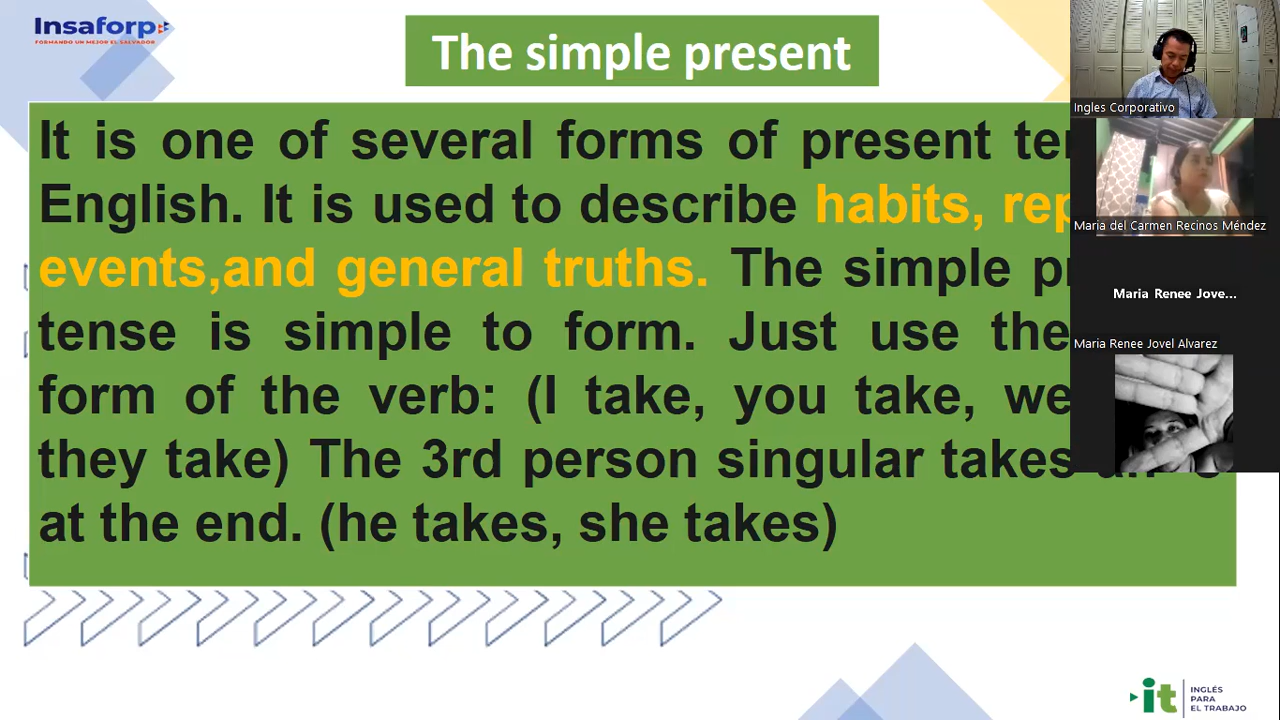 Insaforp
FORMANDO UN MEJOR EL SALVADOR
The simple present
It is one of several forms of present
English. It is used to describe habits,
events,and general truths. The simple
tense is simple to form. Just use the
form of the verb: (I take, you take, we
they take) The 3rd person singular takes
at the end. (he takes, she takes)
Ingles Corporativo
Maria del Carmen Recinos Méndez
Maria Renee Jove...
Maria Renee Jovel Alvarez
it
INGLÉS
PARA
EL TRABAJO